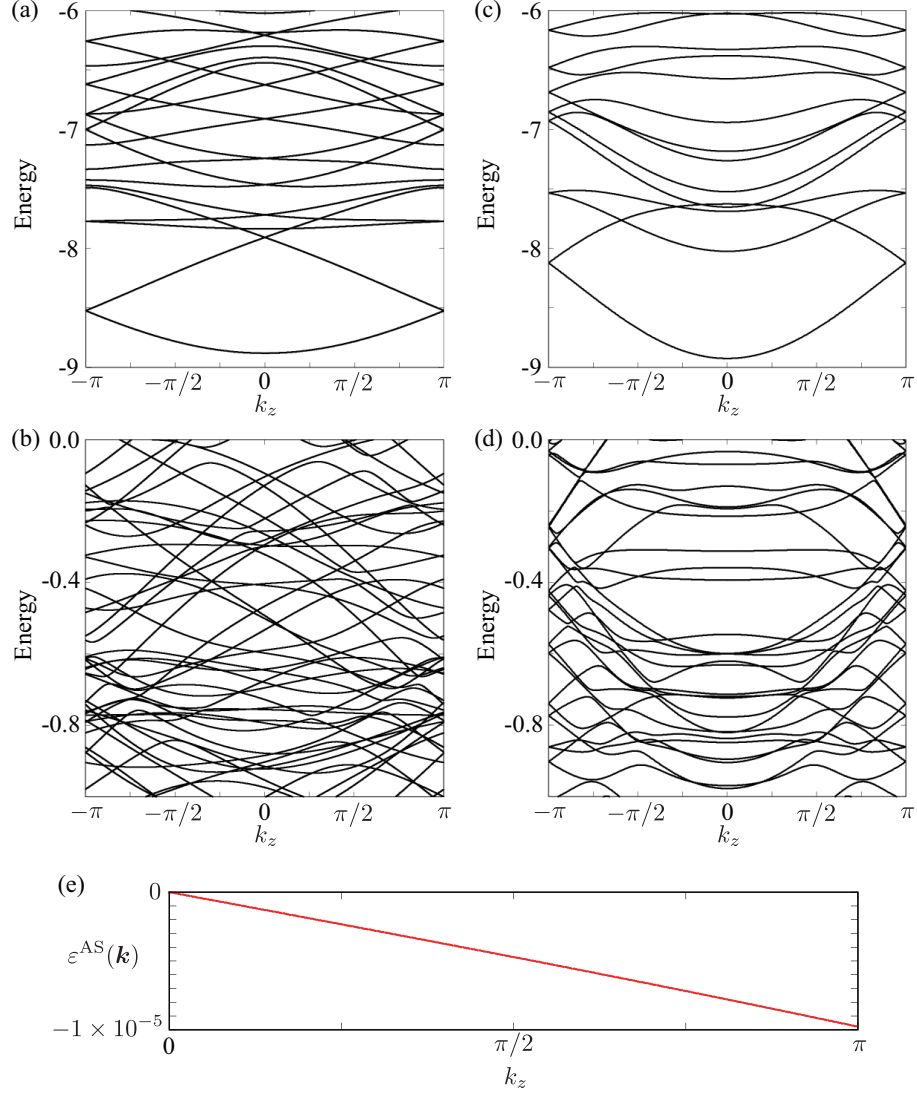 (a)
-6
-7
-8
-9
Energy
−π
−π/2
0
π/2
π
k_z
(c)
-6
-7
-8
-9
Energy
−π
−π/2
0
π/2
π
k_z
(b)
0.0
-0.4
-0.8
Energy
−π
−π/2
0
π/2
π
k_z
(d)
0.0
-0.4
-0.8
Energy
−π
−π/2
0
π/2
π
k_z
(e)
0
ε^AS(k)
−1 × 10^−5
0
π/2
π
k_z